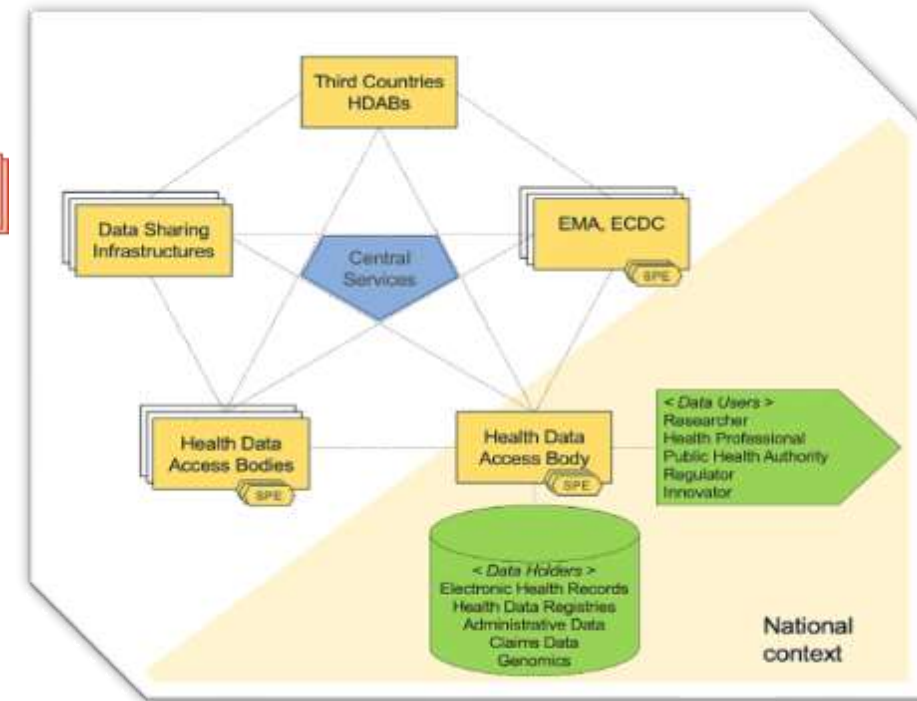 Third Countries
HDABs
Data Sharing
Infrastructures
EMA, ECDC
SPE
Central
Services
Health Data
Access Bodies
SPE
Health Data
Access Body
SPE
< Data Users >
Researcher
Health Professional
Public Health Authority
Regulator
Innovator
< Data Holders >
Electronic Health Records
Health Data Registries
Administrative Data
Claims Data
Genomics
National
context